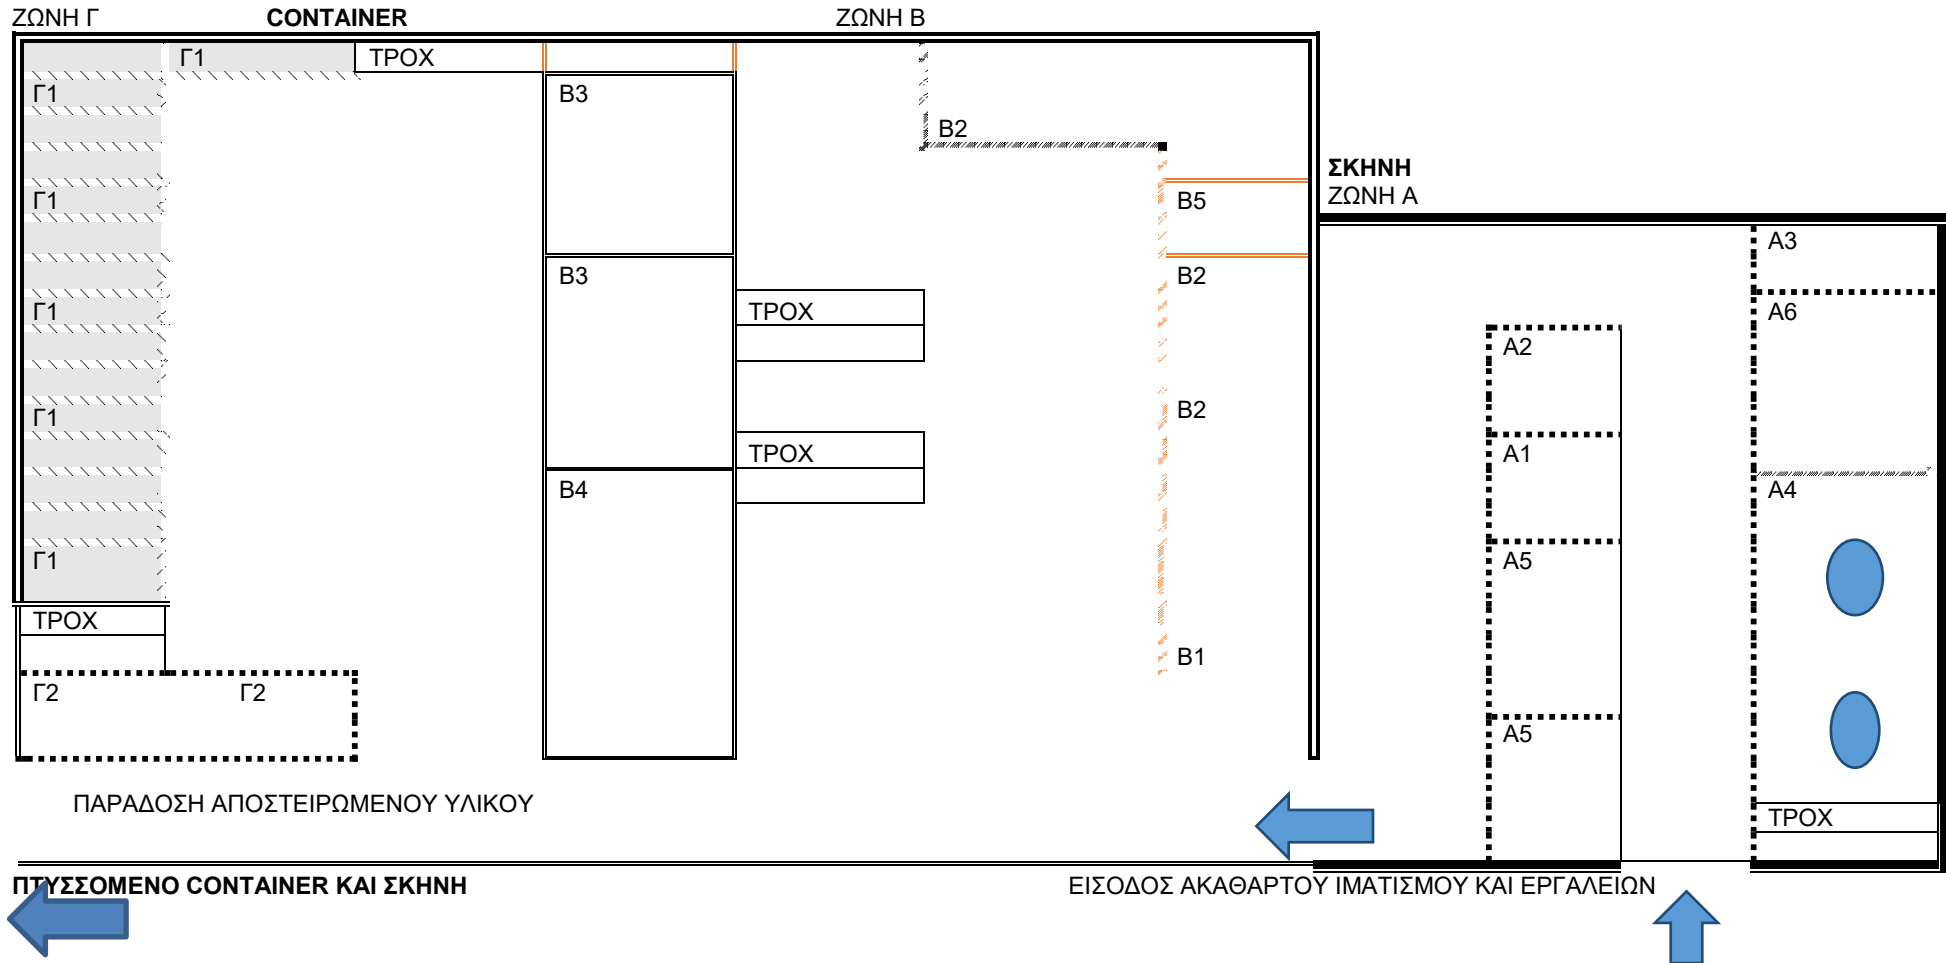 ΖΩΝΗ Γ CONTAINER ΖΩΝΗ Β
Γ1 ΤΡΟΧ
Γ1 Β3
Β2
ΣΚΗΝΗ
ΖΩΝΗ Α
Γ1 Β5
Α3
Β3 Β2
Γ1 ΤΡΟΧ Α6
Α2
Γ1 Β2
ΤΡΟΧ Α1
Β4 Α4
Γ1 Α5
ΤΡΟΧ
Β1
Γ2 Γ2
Α5
ΠΑΡΑΔΟΣΗ ΑΠΟΣΤΕΙΡΩΜΕΝΟΥ ΥΛΙΚΟΥ
ΤΡΟΧ
ΠΤΥΣΣΟΜΕΝΟ CONTAINER ΚΑΙ ΣΚΗΝΗ ΕΙΣΟΔΟΣ ΑΚΑΘΑΡΤΟΥ ΙΜΑΤΙΣΜΟΥ ΚΑΙ ΕΡΓΑΛΕΙΩΝ